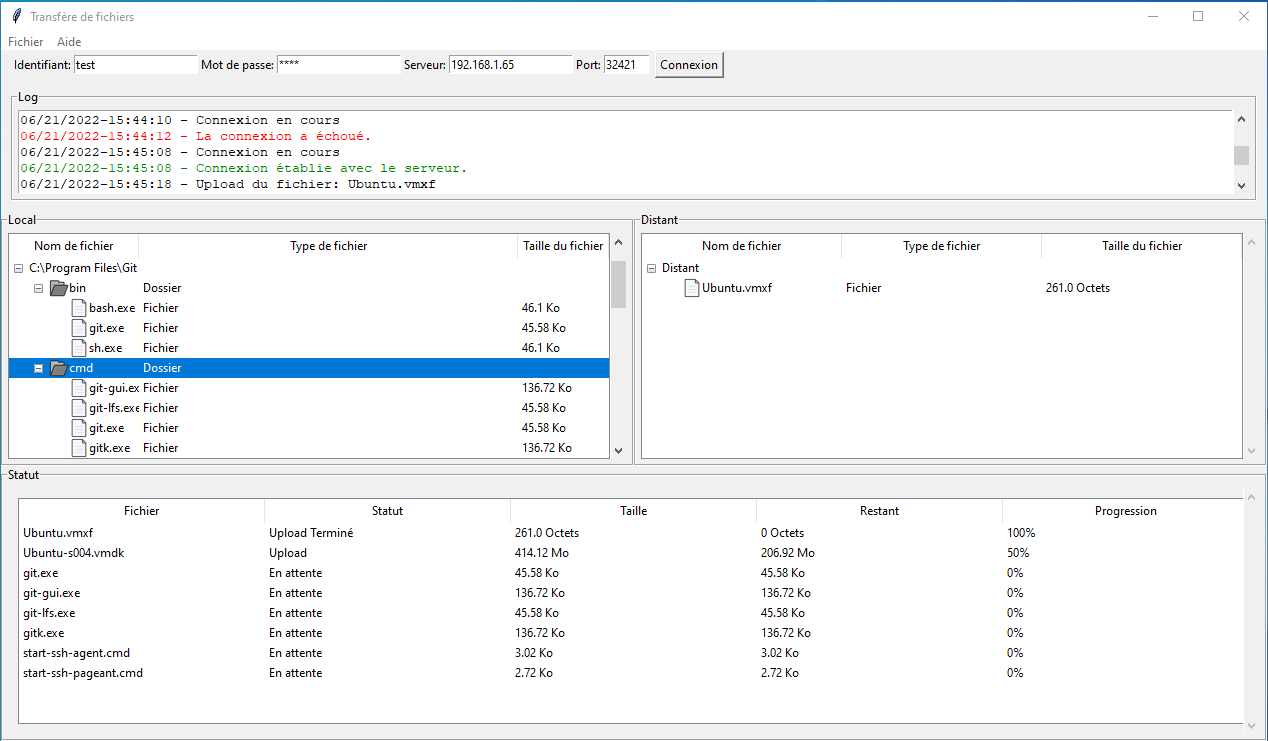 Transfère de fichiers
Fichier Aide
Identifiant: test Mot de passe: **** Serveur: 192.168.1.65 Port: 32421 Connexion
Log
06/21/2022-15:44:10 - Connexion en cours
06/21/2022-15:44:12 - La connexion a échoué.
06/21/2022-15:45:08 - Connexion en cours
06/21/2022-15:45:08 - Connexion établie avec le serveur.
06/21/2022-15:45:18 - Upload du fichier: Ubuntu.vmxf
Local
Nom de fichier Type de fichier Taille du fichier
C:\Program Files\Git
bin Dossier
bash.exe Fichier 46.1 Ko
git.exe Fichier 45.58 Ko
sh.exe Fichier 46.1 Ko
cmd Dossier
git-gui.ex Fichier 136.72 Ko
git-lfs.exe Fichier 45.58 Ko
git.exe Fichier 45.58 Ko
gitk.exe Fichier 136.72 Ko
Distant
Nom de fichier Type de fichier Taille du fichier
Distant
Ubuntu.vmxf Fichier 261.0 Octets
Statut
Fichier Statut Taille Restant Progression
Ubuntu.vmxf Upload Terminé 261.0 Octets 0 Octets 100%
Ubuntu-s004.vmdk Upload 414.12 Mo 206.92 Mo 50%
git.exe En attente 45.58 Ko 45.58 Ko 0%
git-gui.exe En attente 136.72 Ko 136.72 Ko 0%
git-lfs.exe En attente 45.58 Ko 45.58 Ko 0%
gitk.exe En attente 136.72 Ko 136.72 Ko 0%
start-ssh-agent.cmd En attente 3.02 Ko 3.02 Ko 0%
start-ssh-pageant.cmd En attente 2.72 Ko 2.72 Ko 0%